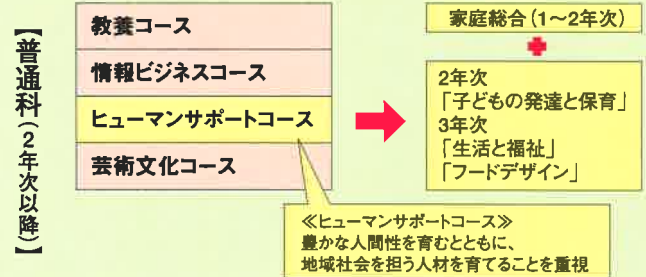 【普通科(2年次以降)】
教養コース
情報ビジネスコース
ヒューマンサポートコース
芸術文化コース
家庭総合(1～2年次)
2年次
「子どもの発達と保育」
3年次
「生活と福祉」
「フードデザイン」
≪ヒューマンサポートコース≫
豊かな人間性を育むとともに、
地域社会を担う人材を育てることを重視